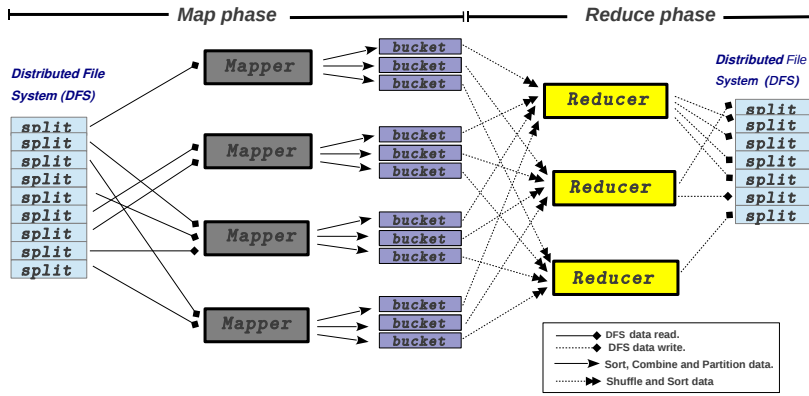 Map phase
Reduce phase
Distributed File
System (DFS)
split
split
split
split
split
split
split
split
split
Mapper
Mapper
Mapper
Mapper
bucket
bucket
bucket
bucket
bucket
bucket
bucket
bucket
bucket
bucket
bucket
bucket
Reducer
Reducer
Reducer
Distributed File
System (DFS)
split
split
split
split
split
split
split
DFS data read.
DFS data write.
Sort, Combine and Partition data.
Shuffle and Sort data